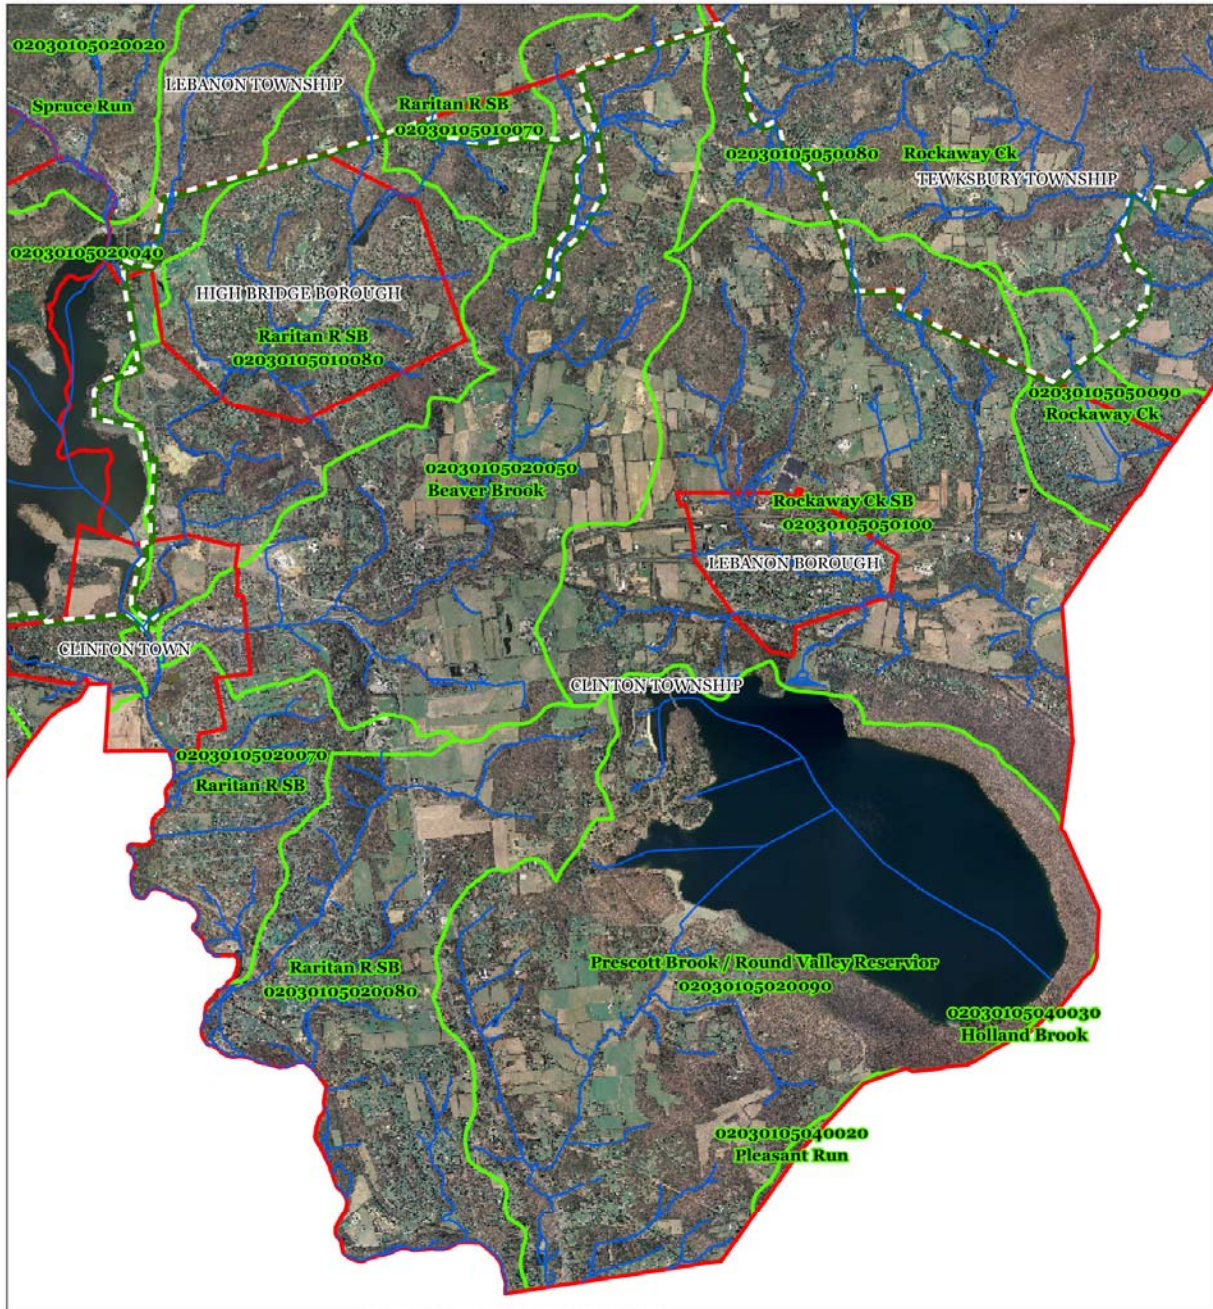 02030105020020
LEBANON TOWNSHIP
Spruce Run
Raritan R SB
02030105010070
02030105050080
Rockaway Ck
TEWKSBURY TOWNSHIP
02030105020040
HIGH BRIDGE BOROUGH
Raritan R SB
02030105010080
02030105050090
Rockaway Ck
02030105020050
Beaver Brook
Rockaway Ck SB
02030105050100
LEBANON BOROUGH
CLINTON TOWN
CLINTON TOWNSHIP
02030105020070
Raritan R SB
Raritan R SB
02030105020080
Prescott Brook / Round Valley Reservior
02030105020090
02030105040030
Holland Brook
02030105040020
Pleasant Run